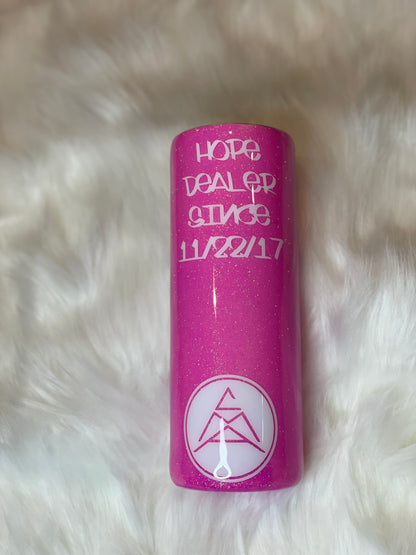 HOPE
DEALER
SINCE
11/22/17